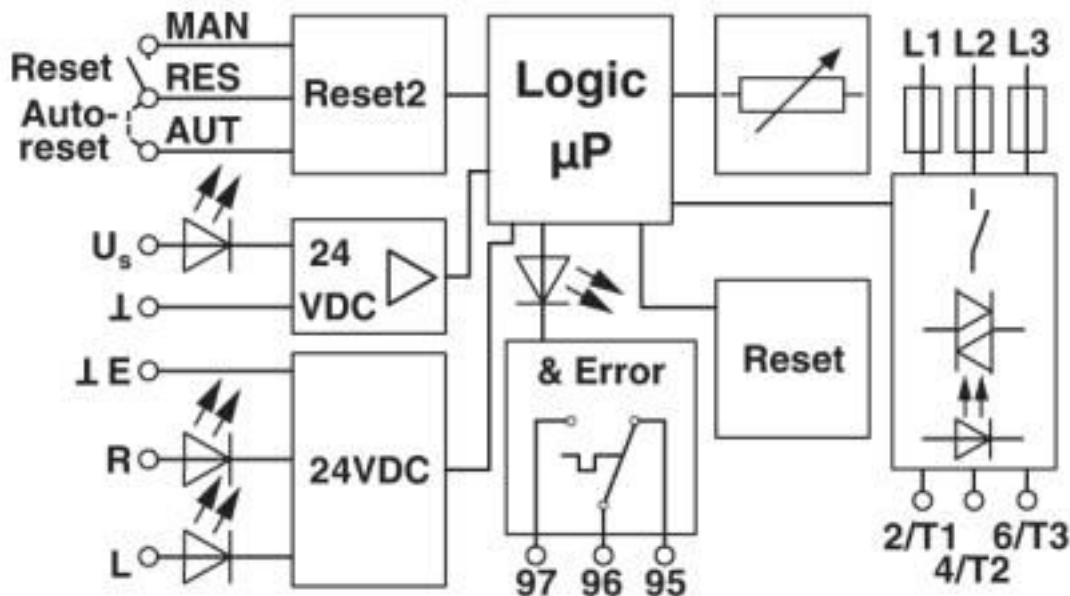 MAN
Reset
RES
Auto-
reset
AUT
Reset2
Logic
µP
L1 L2 L3
Us
⊥
24
VDC
⊥ E
R
L
24VDC
& Error
97 96 95
Reset
2/T1 6/T3
4/T2